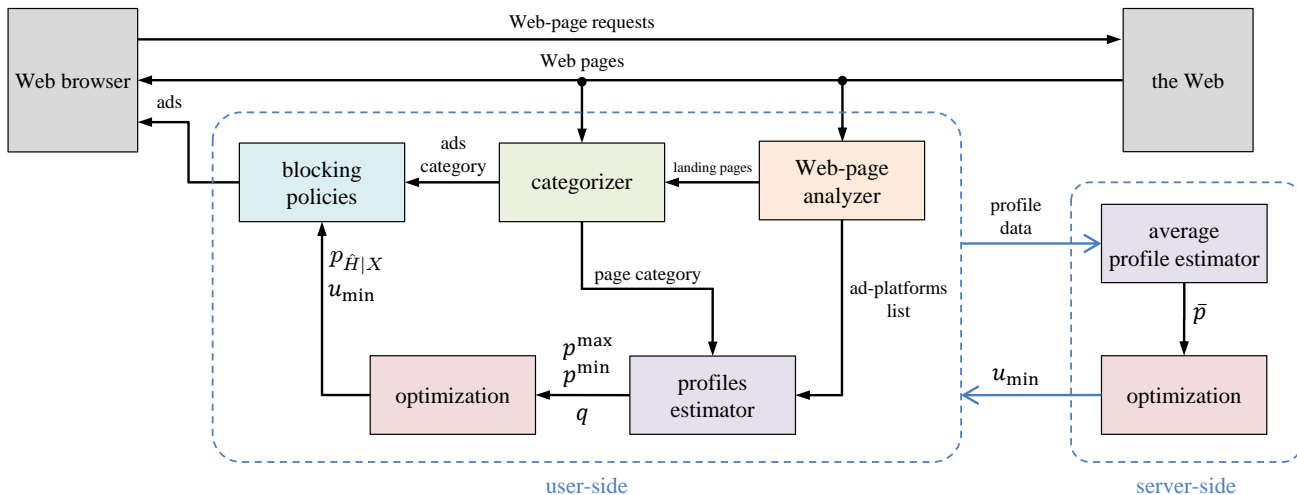 Web-page requests
Web browser
Web pages
the Web
ads
blocking
policies
ads
category
categorizer
landing pages
Web-page
analyzer
profile
data
average
profile estimator
p_{Ĥ|X}
u_min
page category
ad-platforms
list
p̄
optimization
p^max
p^min
q
profiles
estimator
u_min
optimization
user-side
server-side